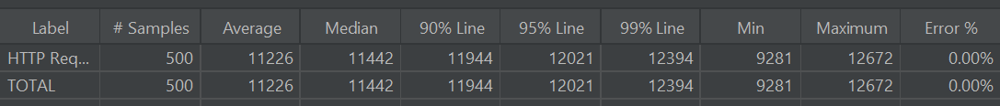 Label # Samples Average Median 90% Line 95% Line 99% Line Min Maximum Error %
HTTP Req... 500 11226 11442 11944 12021 12394 9281 12672 0.00%
TOTAL 500 11226 11442 11944 12021 12394 9281 12672 0.00%